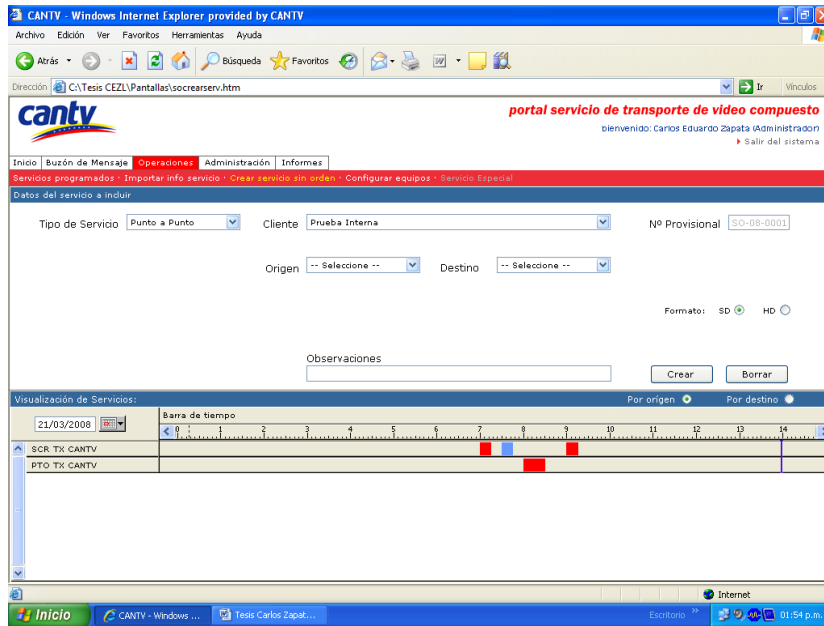 CANTV - Windows Internet Explorer provided by CANTV
Archivo Edición Ver Favoritos Herramientas Ayuda
Atrás Búsqueda Favoritos
Dirección C:\Tesis CEZL\Pantallas\socrearserv.htm Ir Vínculos
cantv
portal servicio de transporte de video compuesto
bienvenido: Carlos Eduardo Zapata (Administrador)
Salir del sistema
Inicio Buzón de Mensaje Operaciones Administración Informes
Servicios programados · Importar info servicio · Crear servicio sin orden · Configurar equipos · Servicio Especial
Datos del servicio a incluir
Tipo de Servicio Punto a Punto Cliente Prueba Interna Nº Provisional SO-08-0001
Origen -- Seleccione -- Destino -- Seleccione --
Formato: SD HD
Observaciones
Crear Borrar
Visualización de Servicios: Por orígen Por destino
Barra de tiempo
21/03/2008
0 1 2 3 4 5 6 7 8 9 10 11 12 13 14
SCR TX CANTV
PTO TX CANTV
Internet
Inicio CANTV - Windows ... Tesis Carlos Zapat... Escritorio » 01:54 p.m.